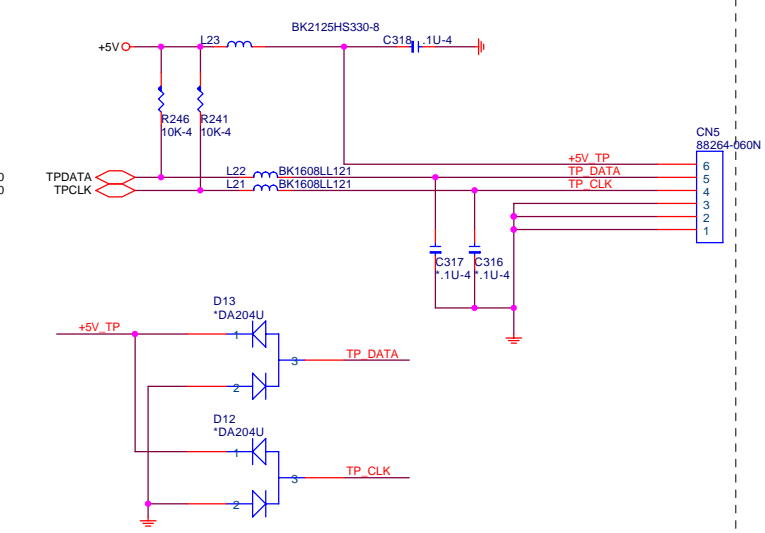 BK2125HS330-8
L23
C318 .1U-4
+5V
R246
10K-4
R241
10K-4
CN5
88264-060N
0 TPDATA
0 TPCLK
L22 BK1608LL121
L21 BK1608LL121
+5V_TP
TP_DATA
TP_CLK
6
5
4
3
2
1
C317
*.1U-4
C316
*.1U-4
D13
*DA204U
+5V_TP
1
3
TP_DATA
2
D12
*DA204U
1
3
TP_CLK
2